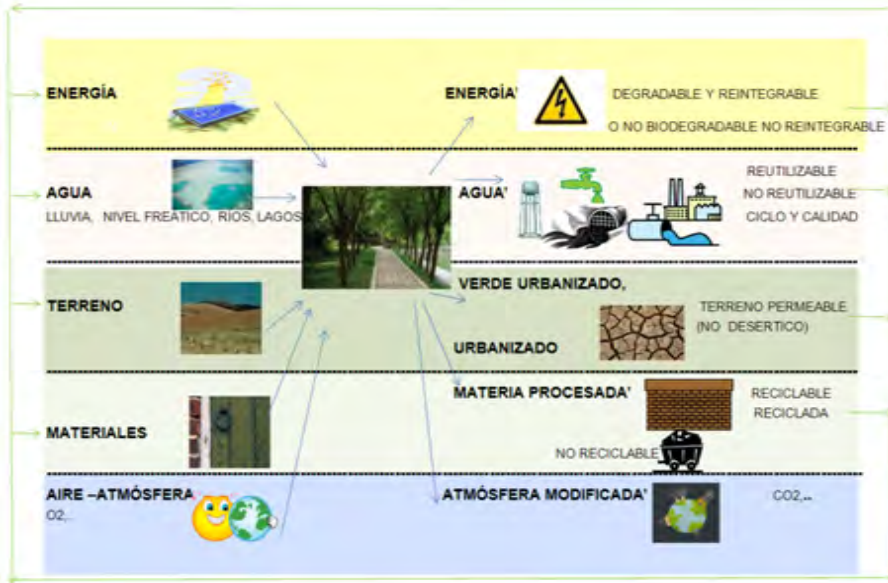 ENERGÍA
ENERGÍA'
DEGRADABLE Y REINTEGRABLE
O NO BIODEGRADABLE NO REINTEGRABLE
AGUA
LLUVIA, NIVEL FREÁTICO, RÍOS, LAGOS
AGUA'
REUTILIZABLE
NO REUTILIZABLE
CICLO Y CALIDAD
TERRENO
VERDE URBANIZADO,
URBANIZADO
TERRENO PERMEABLE
(NO DESERTICO)
MATERIALES
MATERIA PROCESADA'
RECICLABLE
RECICLADA
NO RECICLABLE
AIRE –ATMÓSFERA
O2,..
ATMÓSFERA MODIFICADA'
CO2,..